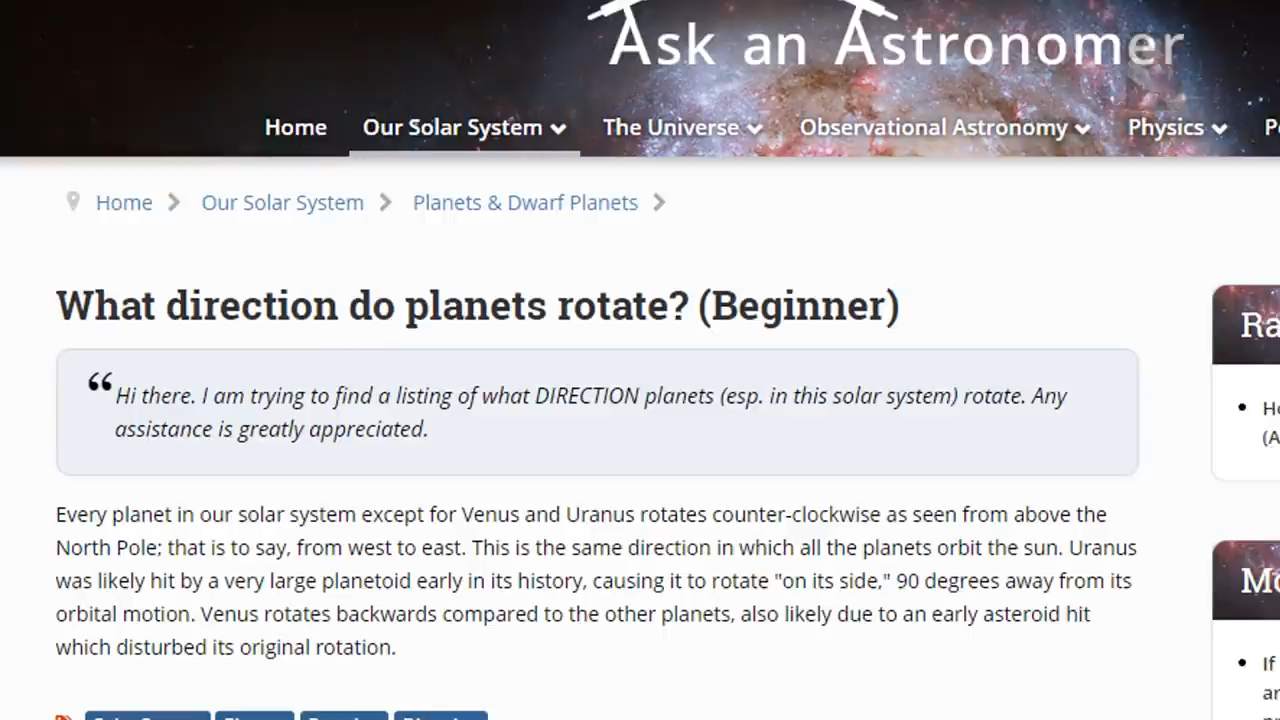 Ask an Astronomer
Home Our Solar System The Universe Observational Astronomy Physics
Home Our Solar System Planets & Dwarf Planets
What direction do planets rotate? (Beginner)
“Hi there. I am trying to find a listing of what DIRECTION planets (esp. in this solar system) rotate. Any
assistance is greatly appreciated.
Every planet in our solar system except for Venus and Uranus rotates counter-clockwise as seen from above the
North Pole; that is to say, from west to east. This is the same direction in which all the planets orbit the sun. Uranus
was likely hit by a very large planetoid early in its history, causing it to rotate "on its side," 90 degrees away from its
orbital motion. Venus rotates backwards compared to the other planets, also likely due to an early asteroid hit
which disturbed its original rotation.
If